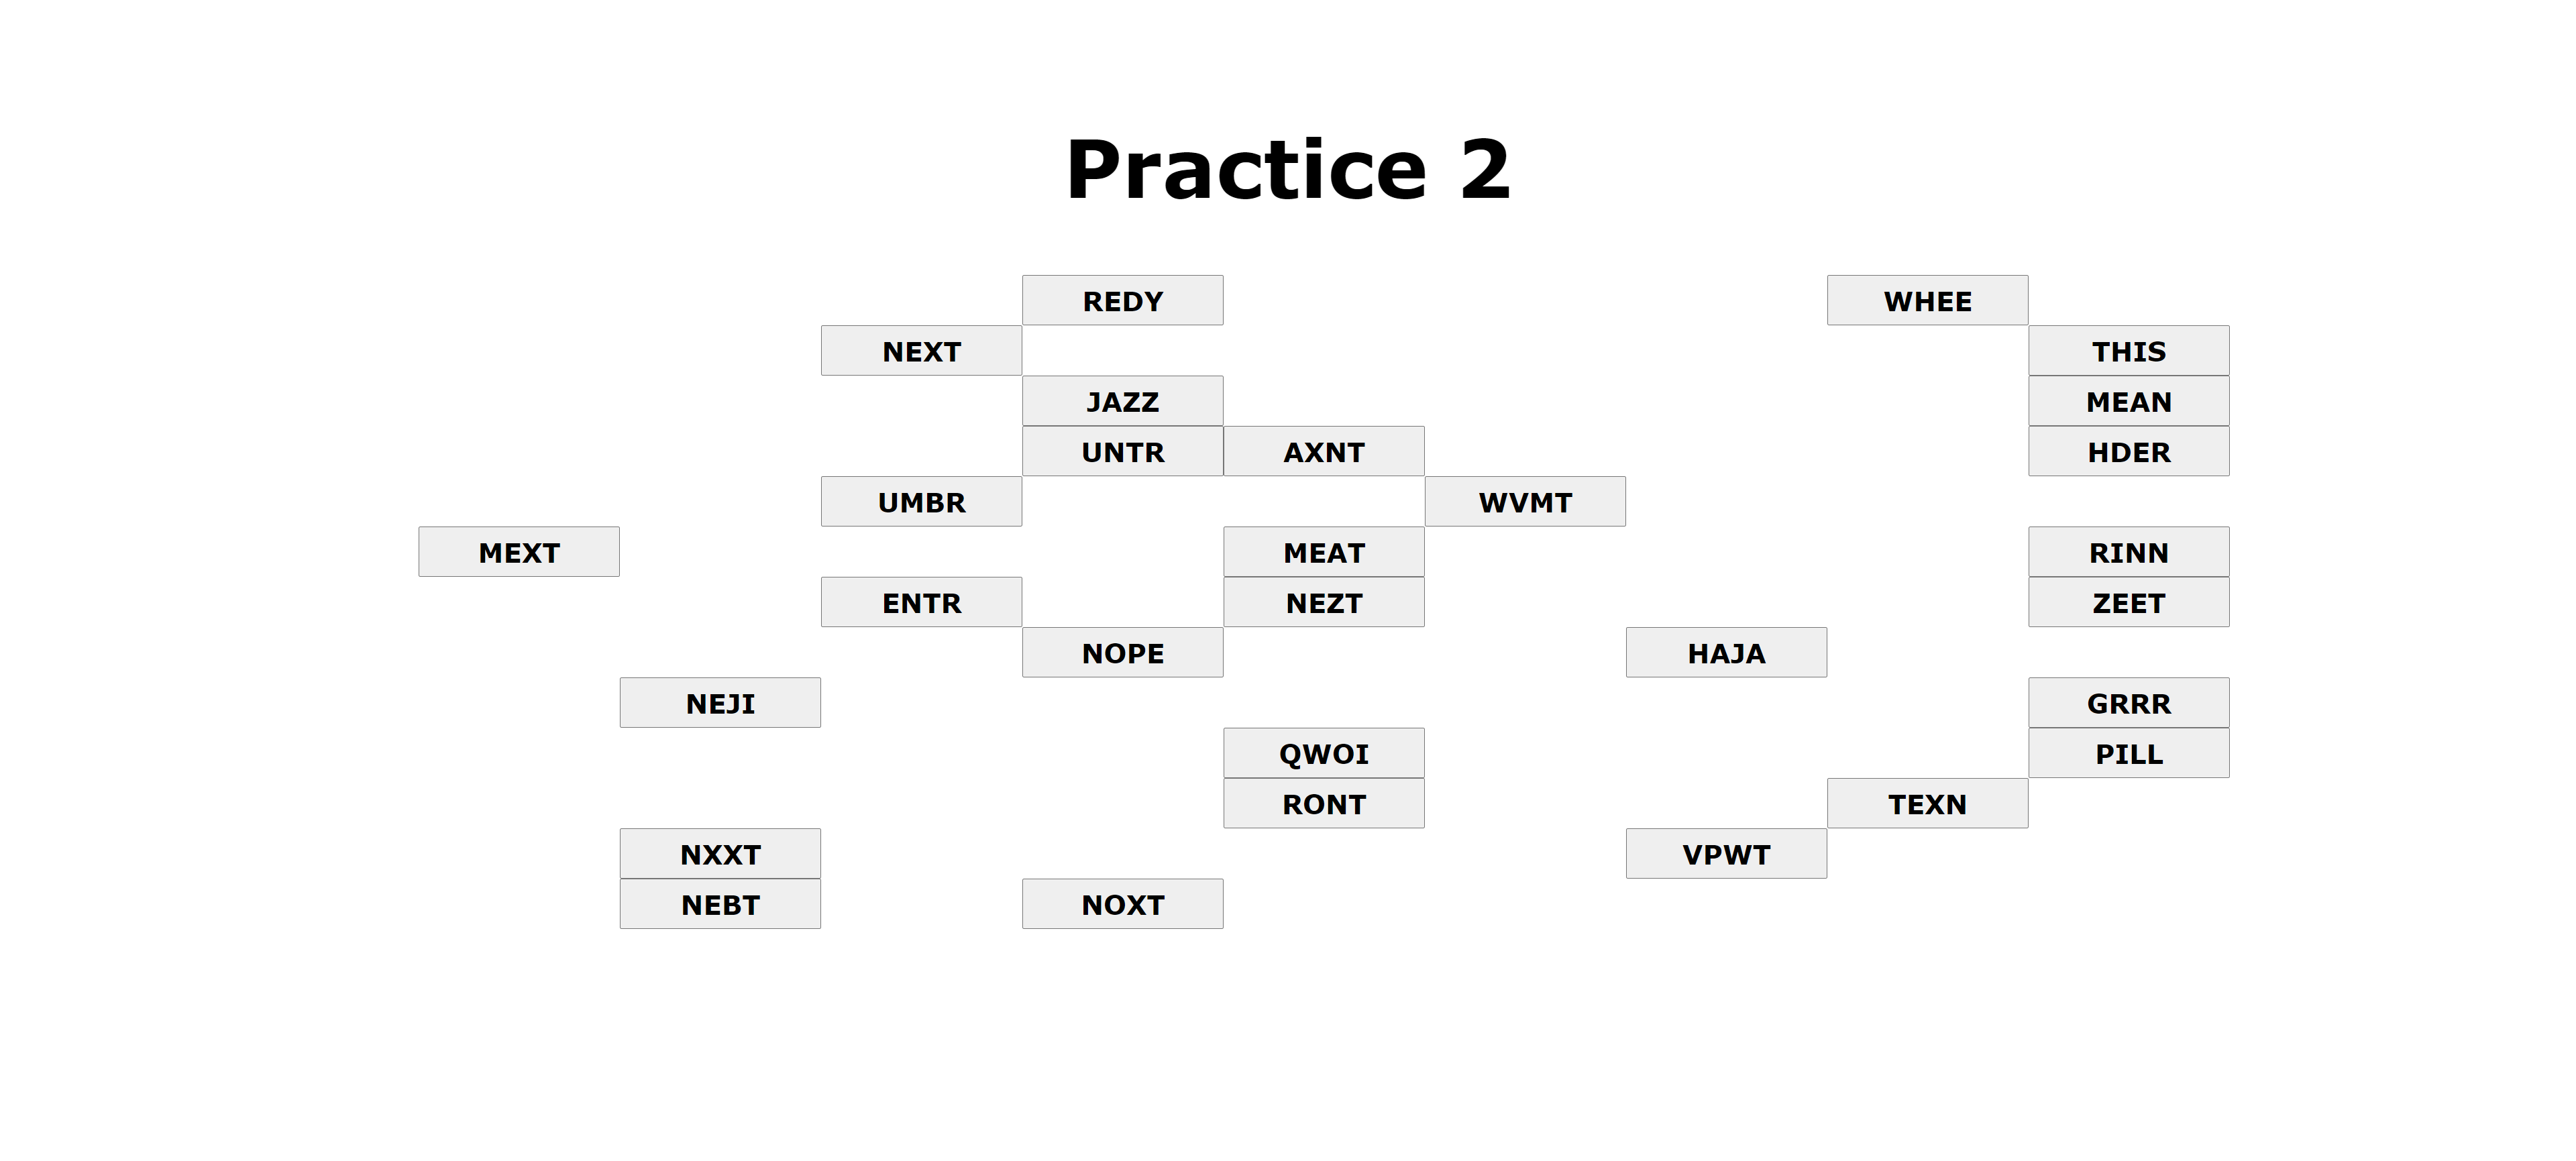 Practice 2
REDY WHEE
NEXT THIS
JAZZ MEAN
UNTR AXNT HDER
UMBR WVMT
MEXT MEAT RINN
ENTR NEZT ZEET
NOPE HAJA
NEJI GRRR
QWOI PILL
RONT TEXN
NXXT VPWT
NEBT NOXT